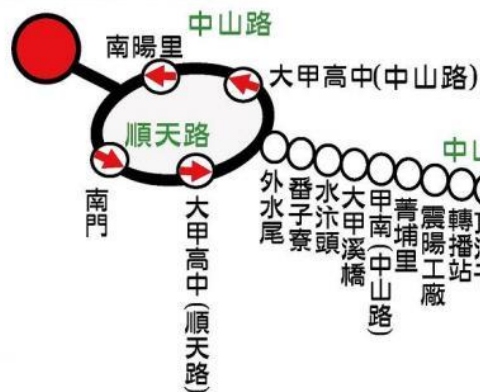 中山路
南暘里
大甲高中(中山路)
順天路
南門
大甲高中(順天路)
外水尾
番子寮
水汴頭
大甲溪橋
甲南(中山路)
菁埔里
震暘工廠
轉播站
中山